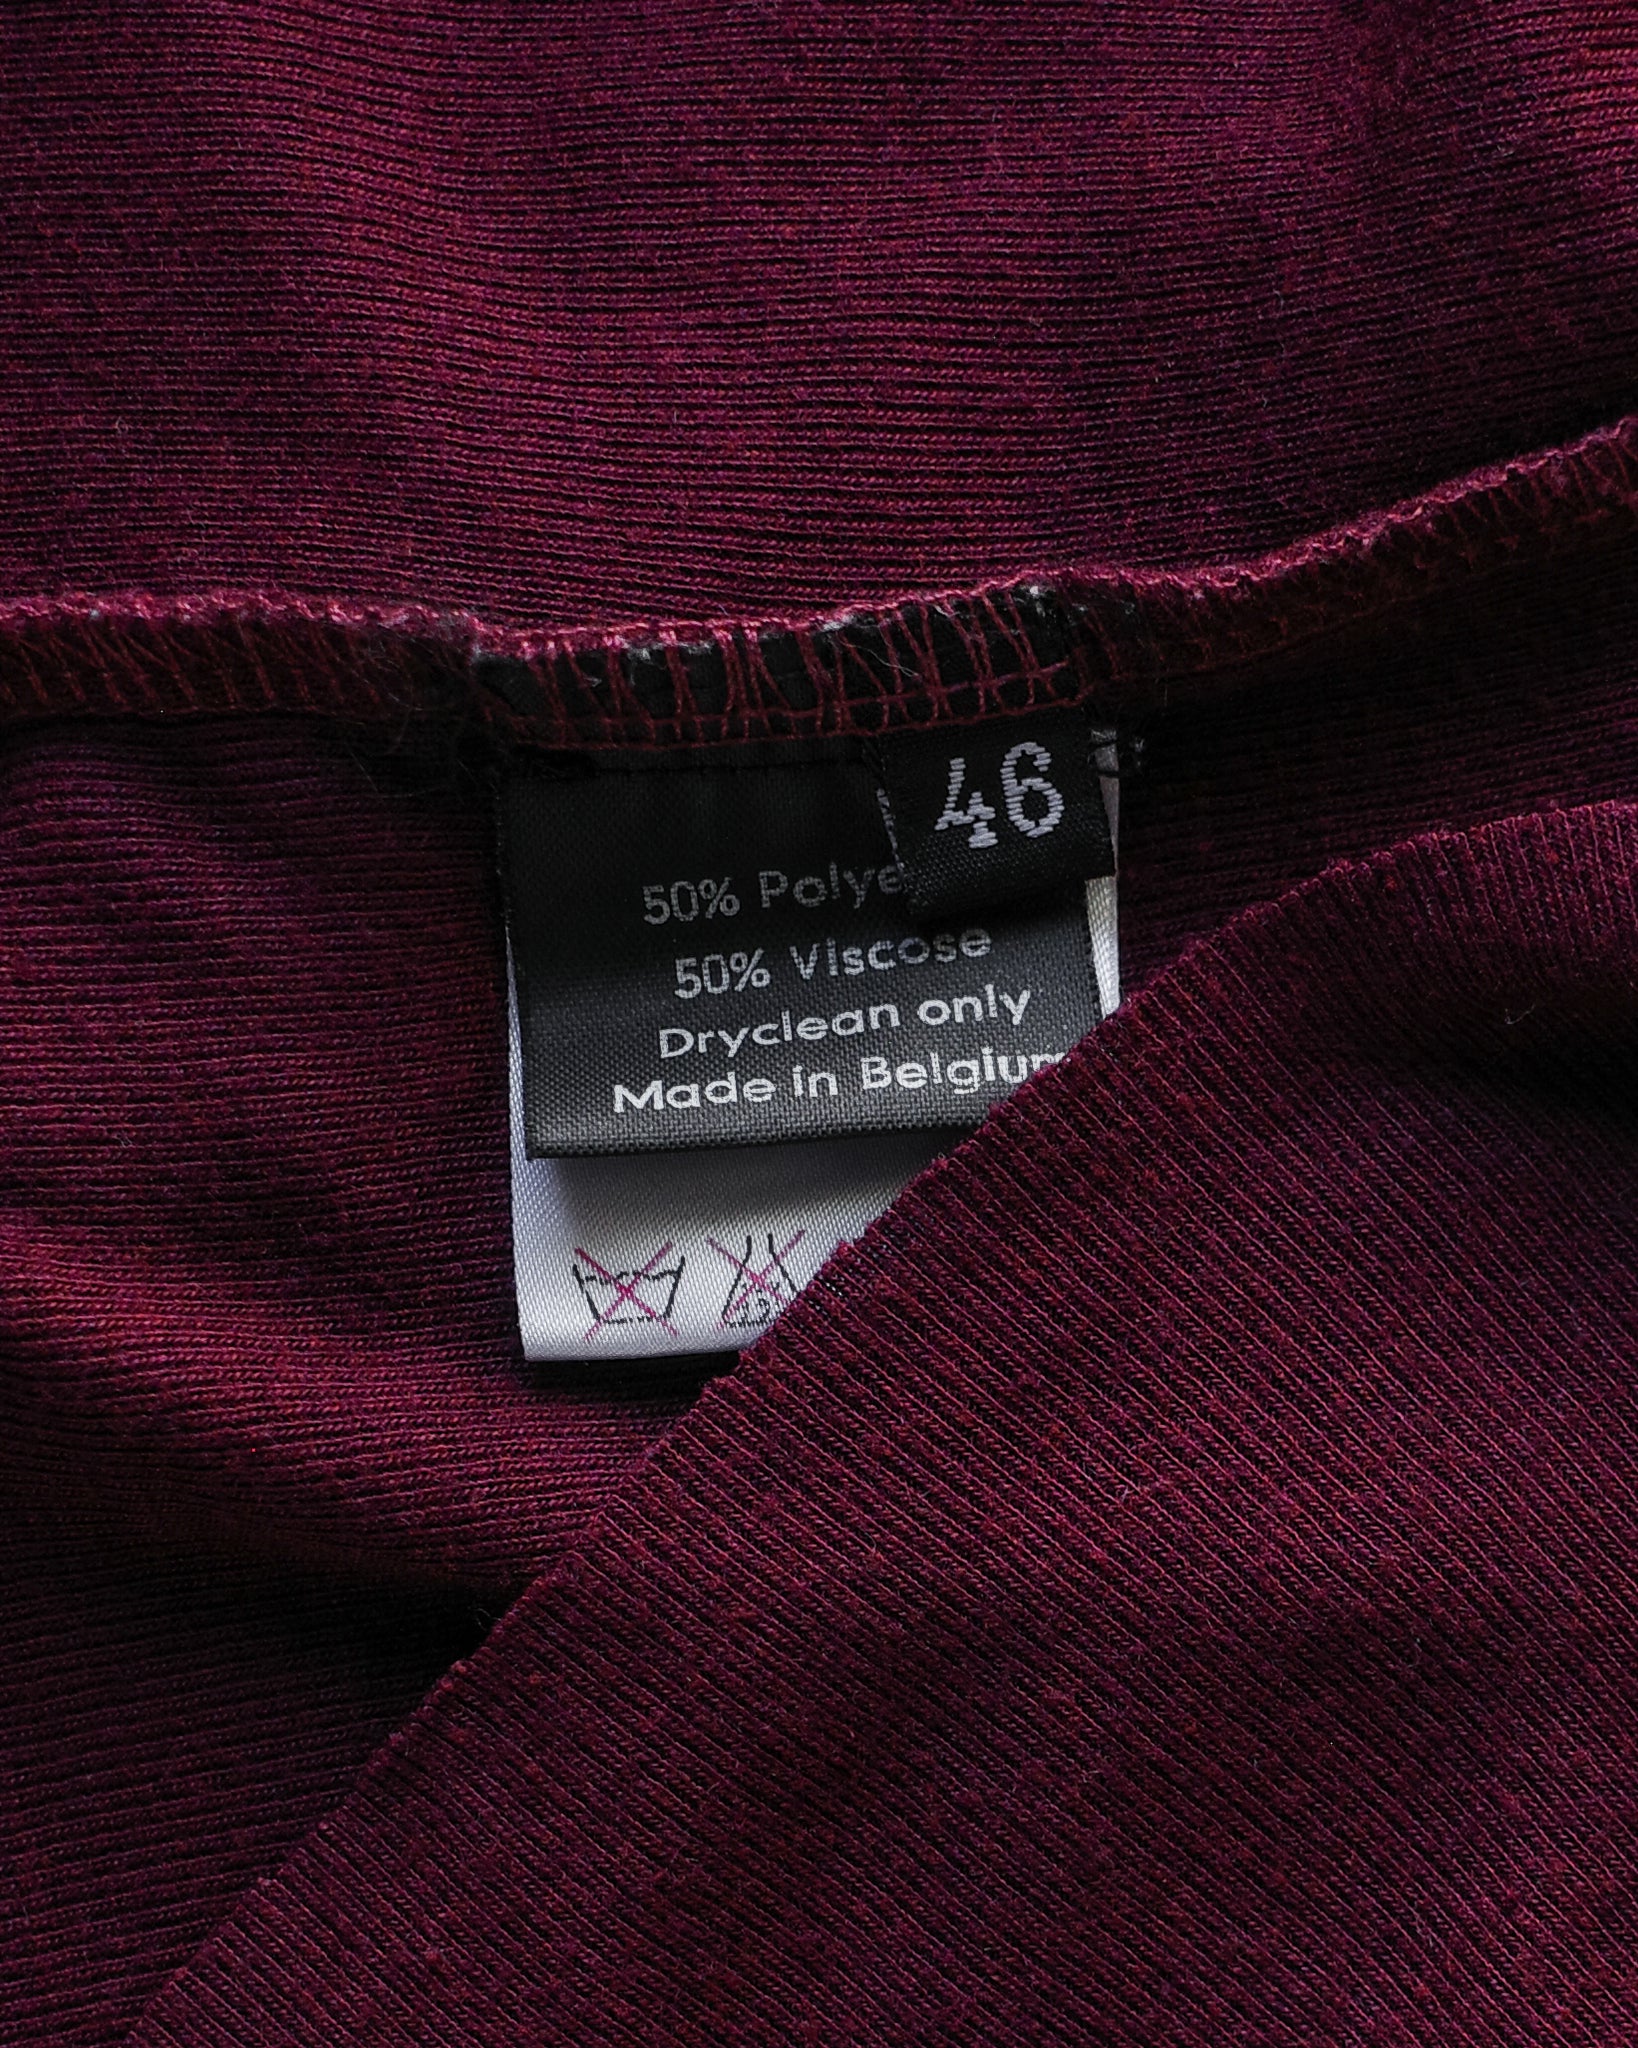 46
50% Polye
50% Viscose
Dryclean only
Made in Belgium